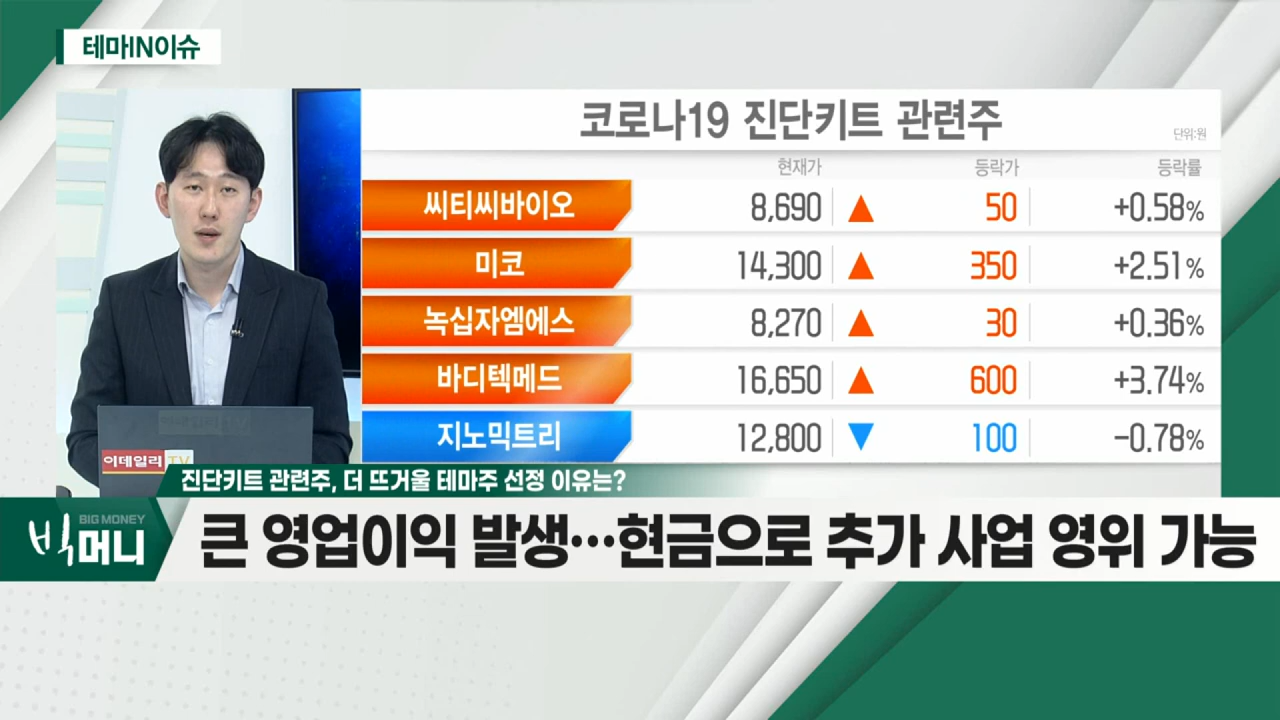 테마IN이슈
코로나19 진단키트 관련주
단위:원
현재가 등락가 등락률
씨티씨바이오 8,690 ▲ 50 +0.58%
미코 14,300 ▲ 350 +2.51%
녹십자엠에스 8,270 ▲ 30 +0.36%
바디텍메드 16,650 ▲ 600 +3.74%
지노믹트리 12,800 ▼ 100 -0.78%
이데일리 TV
이데일리TV
진단키트 관련주, 더 뜨거울 테마주 선정 이유는?
BIG MONEY
빅머니
큰 영업이익 발생…현금으로 추가 사업 영위 가능